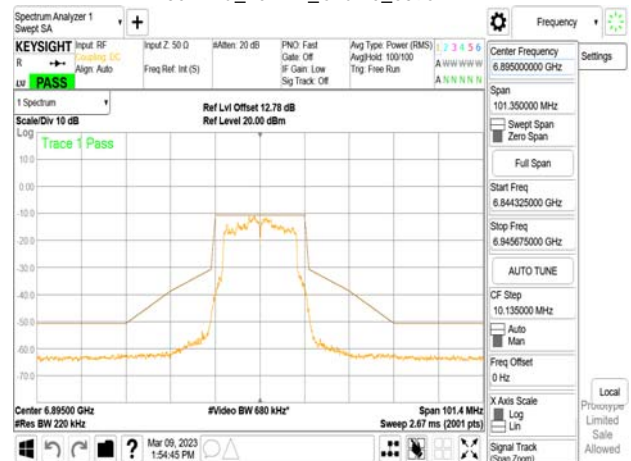 Spectrum Analyzer 1
Swept SA
+
Frequency
KEYSIGHT
Input: RF
Coupling: DC
Align: Auto
Input Z: 50 Ω
Freq Ref: Int (S)
#Atten: 20 dB
PNO: Fast
Gate: Off
IF Gain: Low
Sig Track: Off
Avg Type: Power (RMS)
Avg|Hold: 100/100
Trig: Free Run
1 2 3 4 5 6
A W W W W W
A N N N N N
R
LU PASS
Center Frequency
6.895000000 GHz
Settings
Span
101.350000 MHz
Swept Span
Zero Span
Full Span
Start Freq
6.844325000 GHz
Stop Freq
6.945675000 GHz
AUTO TUNE
CF Step
10.135000 MHz
Auto
Man
Freq Offset
0 Hz
X Axis Scale
Log
Lin
Signal Track
(Span Zoom)
Local
Prototype
Limited
Sale
Allowed
1 Spectrum
Scale/Div 10 dB
Ref Lvl Offset 12.78 dB
Ref Level 20.00 dBm
Log
Trace 1 Pass
10.0
0.00
-10.0
-20.0
-30.0
-40.0
-50.0
-60.0
-70.0
Center 6.89500 GHz
#Res BW 220 kHz
#Video BW 680 kHz*
Span 101.4 MHz
Sweep 2.67 ms (2001 pts)
?
Mar 09, 2023
1:54:45 PM